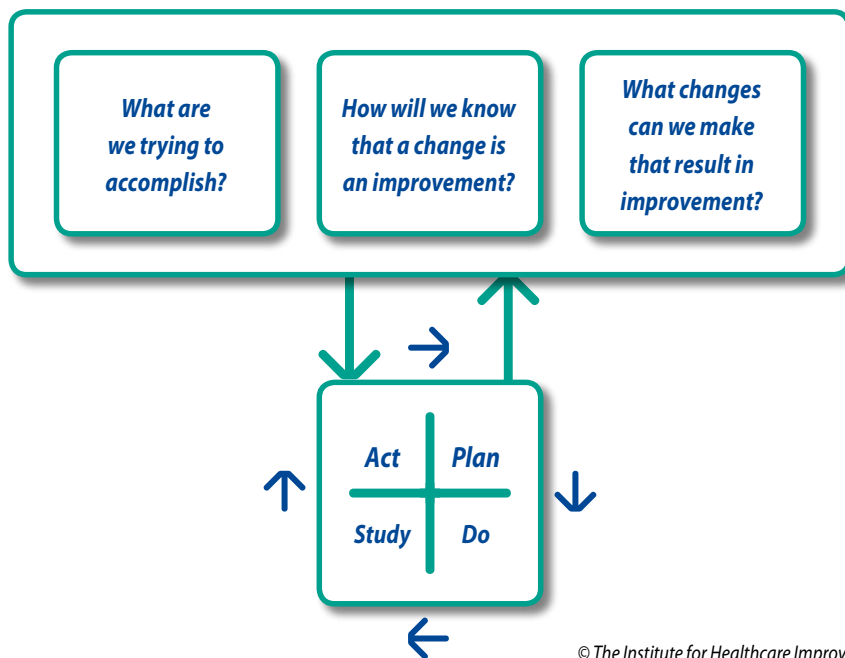 What are
we trying to
accomplish?
How will we know
that a change is
an improvement?
What changes
can we make
that result in
improvement?
Act
Plan
Study
Do
© The Institute for Healthcare Improv